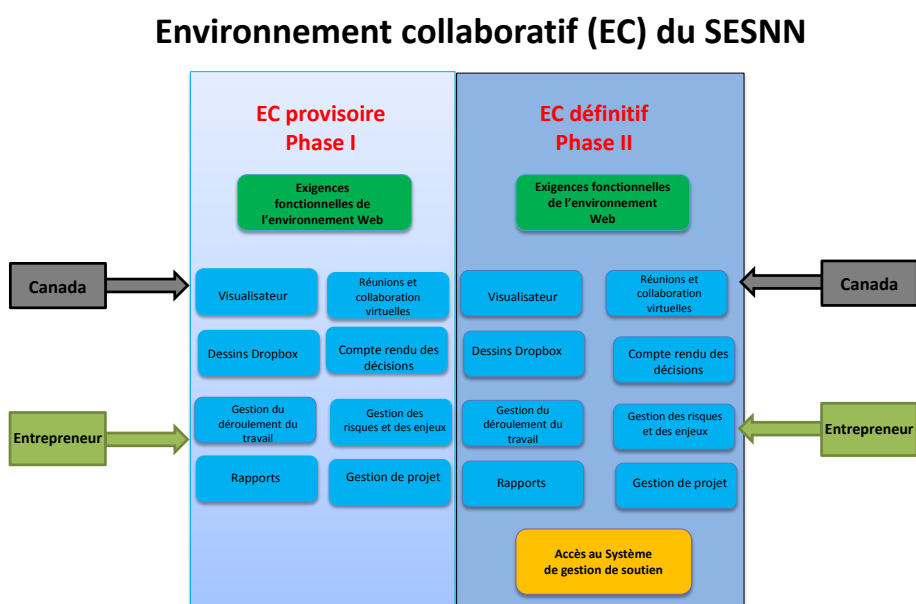 Environnement collaboratif (EC) du SESNN
EC provisoire
Phase I
EC définitif
Phase II
Exigences
fonctionnelles de
l'environnement Web
Exigences fonctionnelles
de l'environnement
Web
Canada
Visualisateur
Réunions et
collaboration
virtuelles
Visualisateur
Réunions et
collaboration
virtuelles
Canada
Dessins Dropbox
Compte rendu des
décisions
Dessins Dropbox
Compte rendu des
décisions
Entrepreneur
Gestion du
déroulement du
travail
Gestion des
risques et des enjeux
Gestion du
déroulement du
travail
Gestion des risques
et des enjeux
Entrepreneur
Rapports
Gestion de projet
Rapports
Gestion de projet
Accès au Système
de gestion de soutien